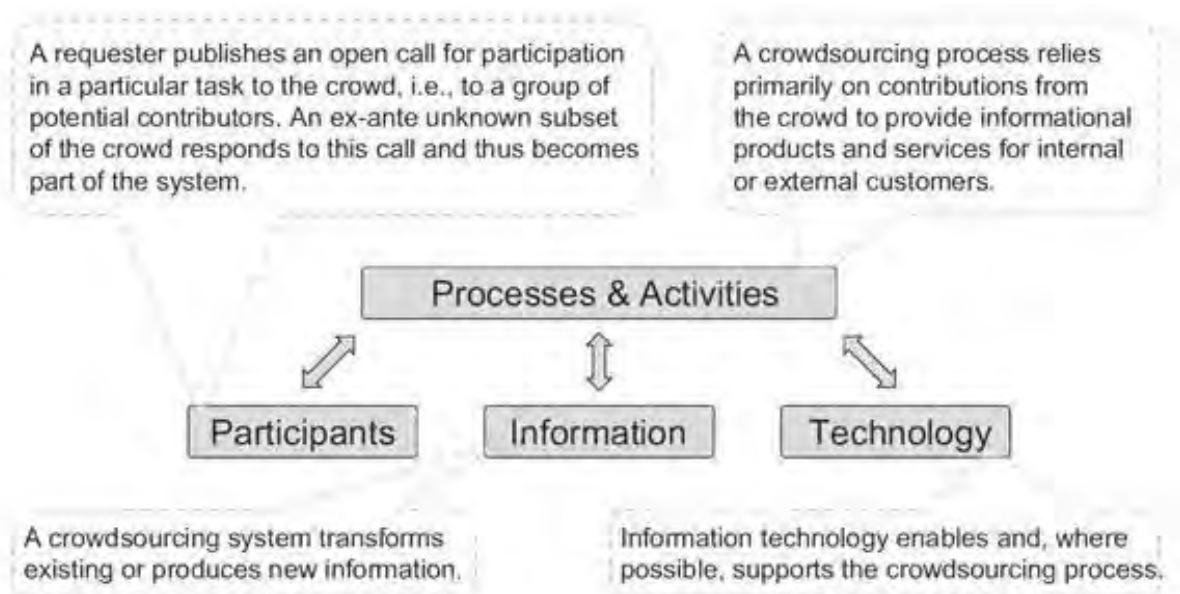 A requester publishes an open call for participation
in a particular task to the crowd, i.e., to a group of
potential contributors. An ex-ante unknown subset
of the crowd responds to this call and thus becomes
part of the system.
A crowdsourcing process relies
primarily on contributions from
the crowd to provide informational
products and services for internal
or external customers.
Processes & Activities
Participants
Information
Technology
A crowdsourcing system transforms
existing or produces new information.
Information technology enables and, where
possible, supports the crowdsourcing process.